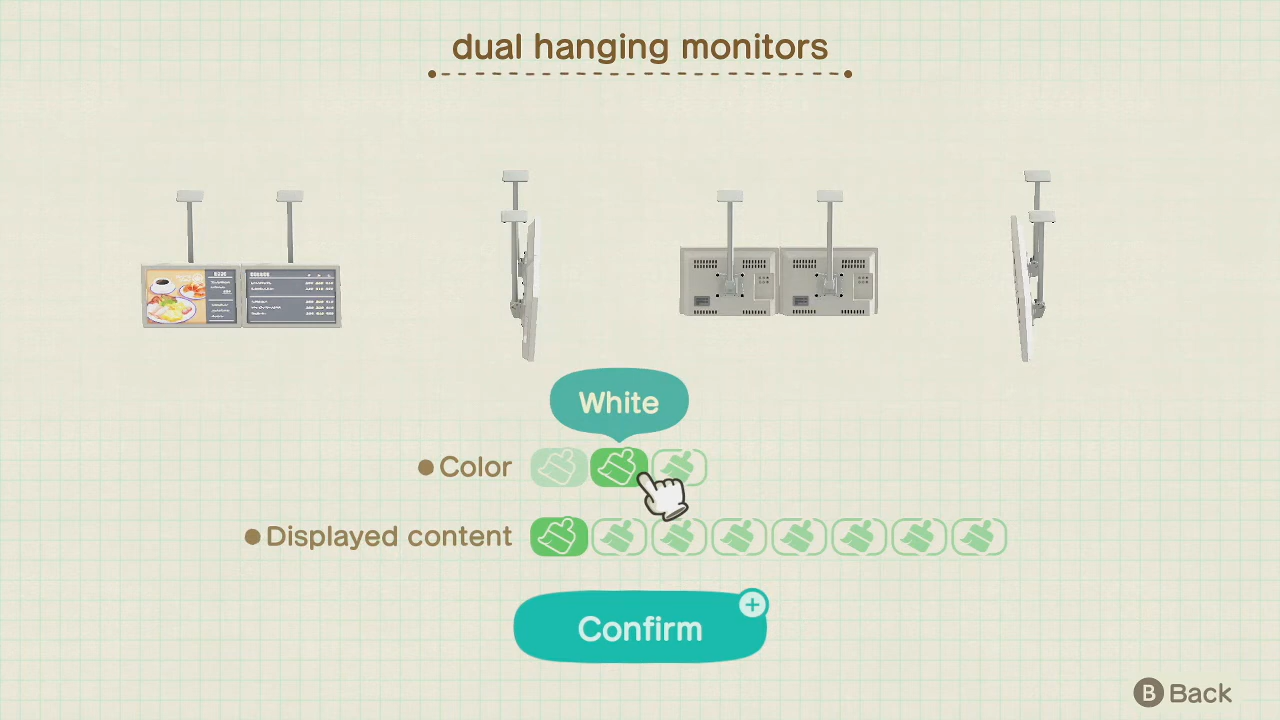 dual hanging monitors
White
Color
Displayed content
Confirm
B Back